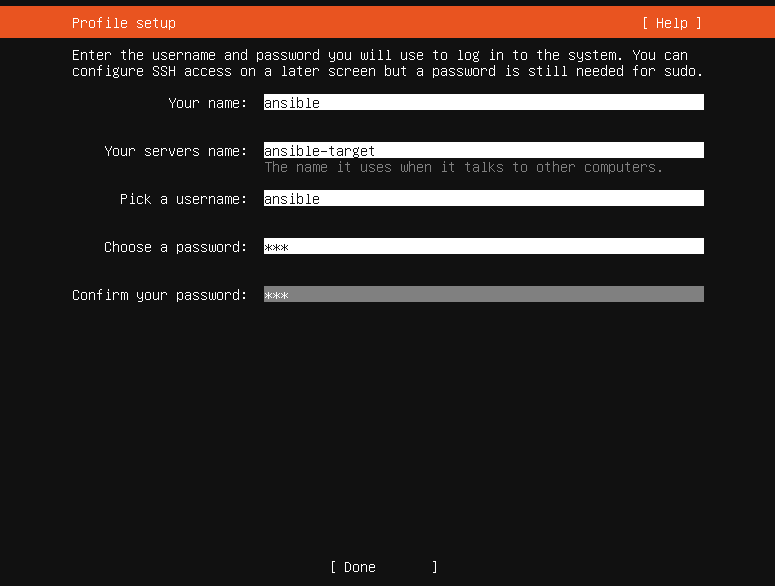 Profile setup [ Help ]
Enter the username and password you will use to log in to the system. You can
configure SSH access on a later screen but a password is still needed for sudo.
Your name: ansible
Your servers name: ansible-target
The name it uses when it talks to other computers.
Pick a username: ansible
Choose a password: ***
Confirm your password: ***
[ Done ]